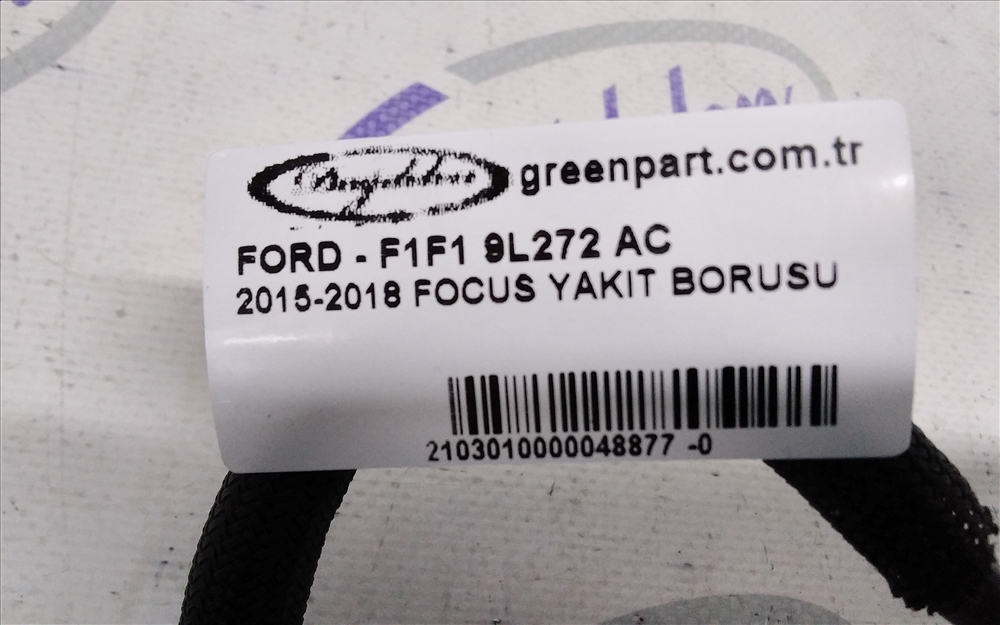 greenpart.com.tr
FORD - F1F1 9L272 AC
2015-2018 FOCUS YAKIT BORUSU
2103010000048877 -0